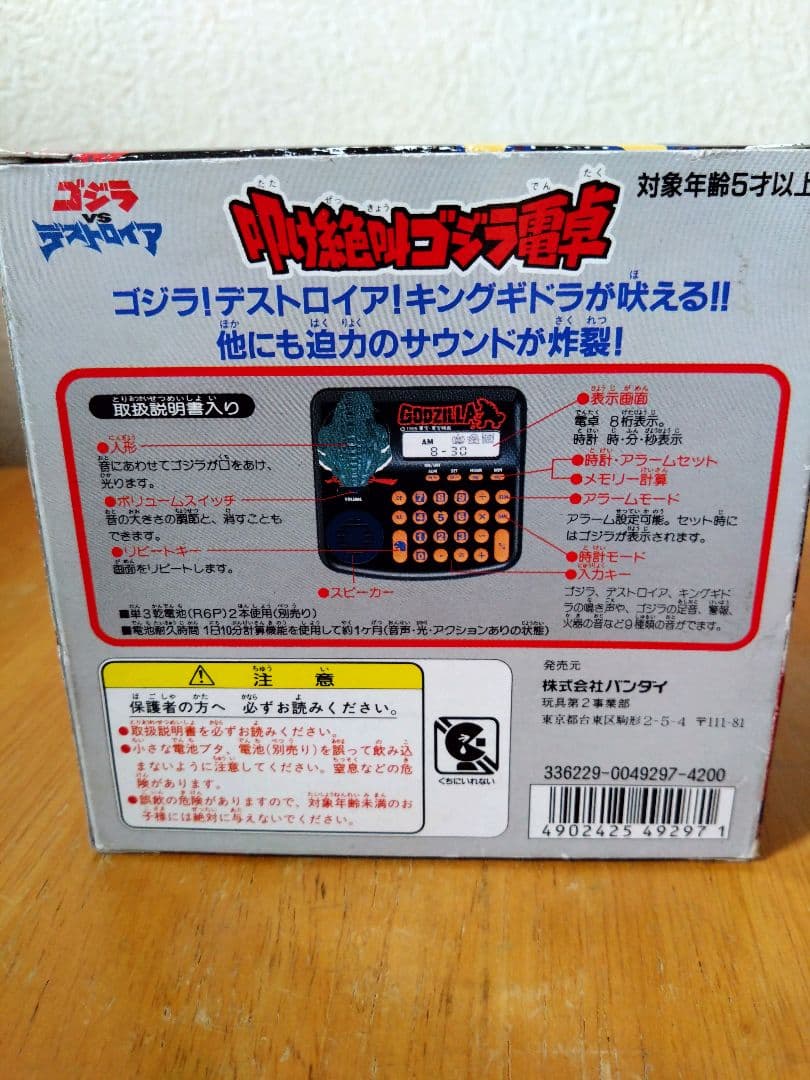 ゴジラ
VS
デストロイア
叩け絶叫ゴジラ電卓
対象年齢5才以上
ゴジラ!デストロイア!キングギドラが吠える!!
他にも迫力のサウンドが炸裂!
取扱説明書入り
●人形
音にあわせてゴジラが口をあけ、
光ります。
●ボリュームスイッチ
音の大きさの調節と、消すことも
できます。
●リピートキー
画面をリピートします。
●スピーカー
GODZILLA
AM
8-30
VOLUME
●表示画面
電卓 8桁表示。
時計 時・分・秒表示
●時計・アラームセット
●メモリー計算
●アラームモード
アラーム設定可能。セット時に
はゴジラが表示されます。
●時計モード
●入力キー
ゴジラ、デストロイア、キングギド
ラの鳴き声や、ゴジラの足音、警報、
火器の音など9種類の音がでます。
■単3乾電池(R6P)2本使用(別売り)
■電池耐久時間 1日10分計算機能を使用して約1ヶ月(音声・光・アクションありの状態)
注意
保護者の方へ 必ずお読みください。
●取扱説明書を必ずお読みください。
●小さな電池ブタ、電池(別売り)を誤って飲み込
まないように注意してください。窒息などの危
険があります。
●誤飲の危険がありますので、対象年齢未満のお
子様には絶対に与えないでください。
くちにいれない
発売元
株式会社バンダイ
玩具第2事業部
東京都台東区駒形2-5-4 〒111-81
336229-0049297-4200
4902425492971